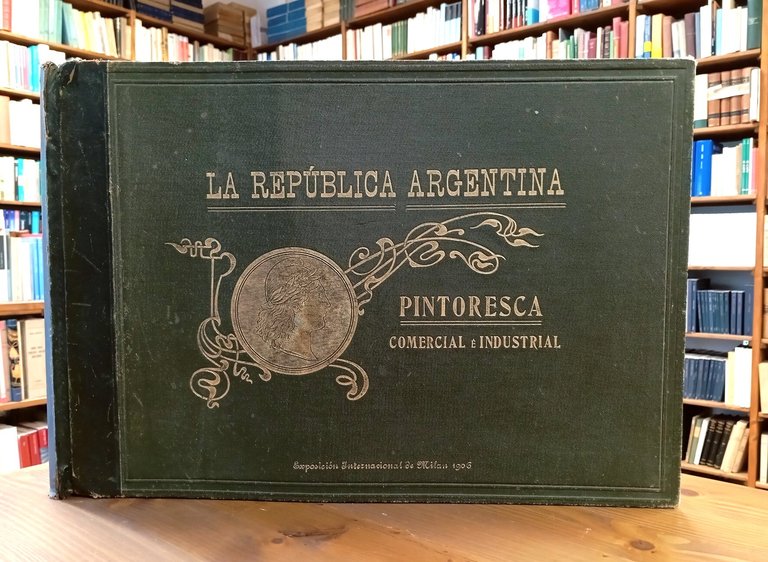 LA REPÚBLICA ARGENTINA
PINTORESCA
COMERCIAL É INDUSTRIAL
Exposición Internacional de Milan 1906